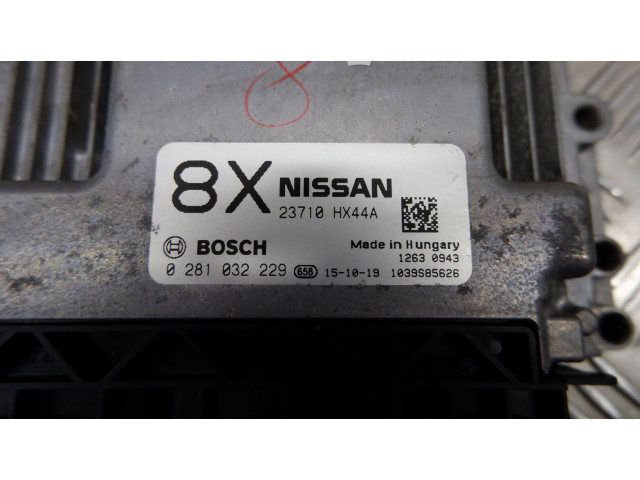 8
8X NISSAN
23710 HX44A
BOSCH
Made in Hungary
1263 0943
0 281 032 229 656 15-10-19 1039S85626